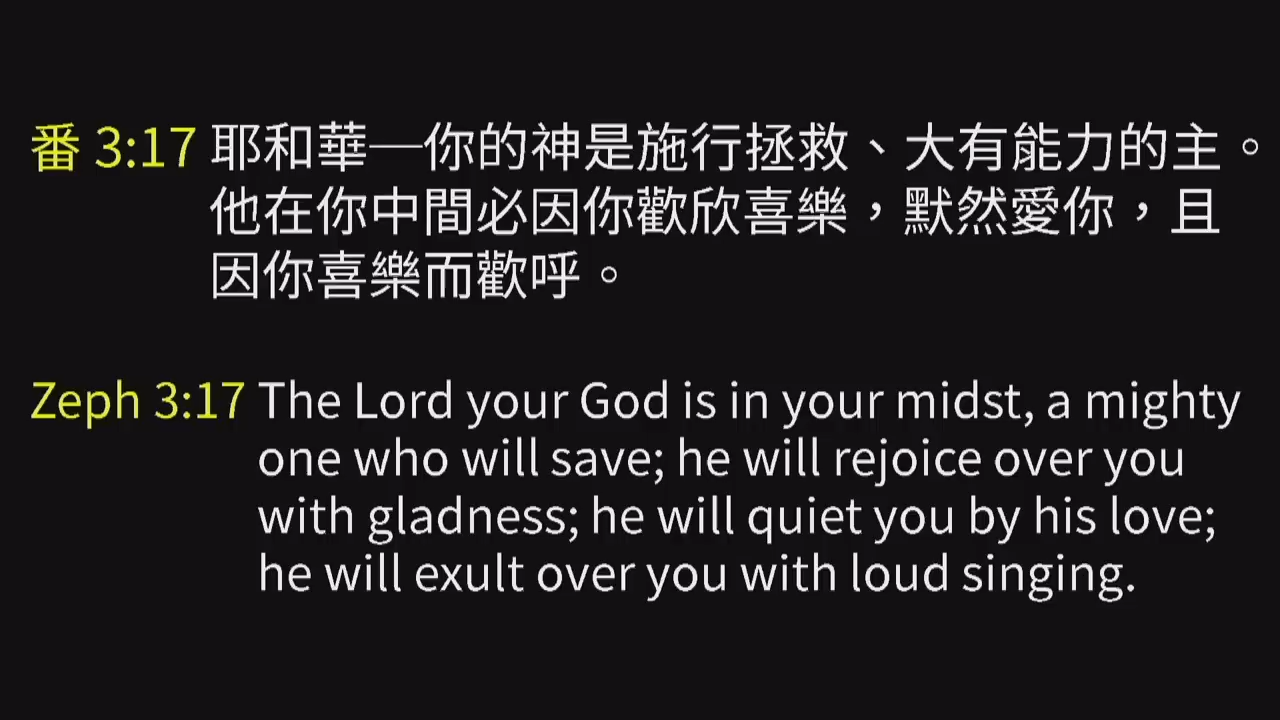 番 3:17 耶和華─你的神是施行拯救、大有能力的主。
他在你中間必因你歡欣喜樂，默然愛你，且
因你喜樂而歡呼。
Zeph 3:17 The Lord your God is in your midst, a mighty
one who will save; he will rejoice over you
with gladness; he will quiet you by his love;
he will exult over you with loud singing.